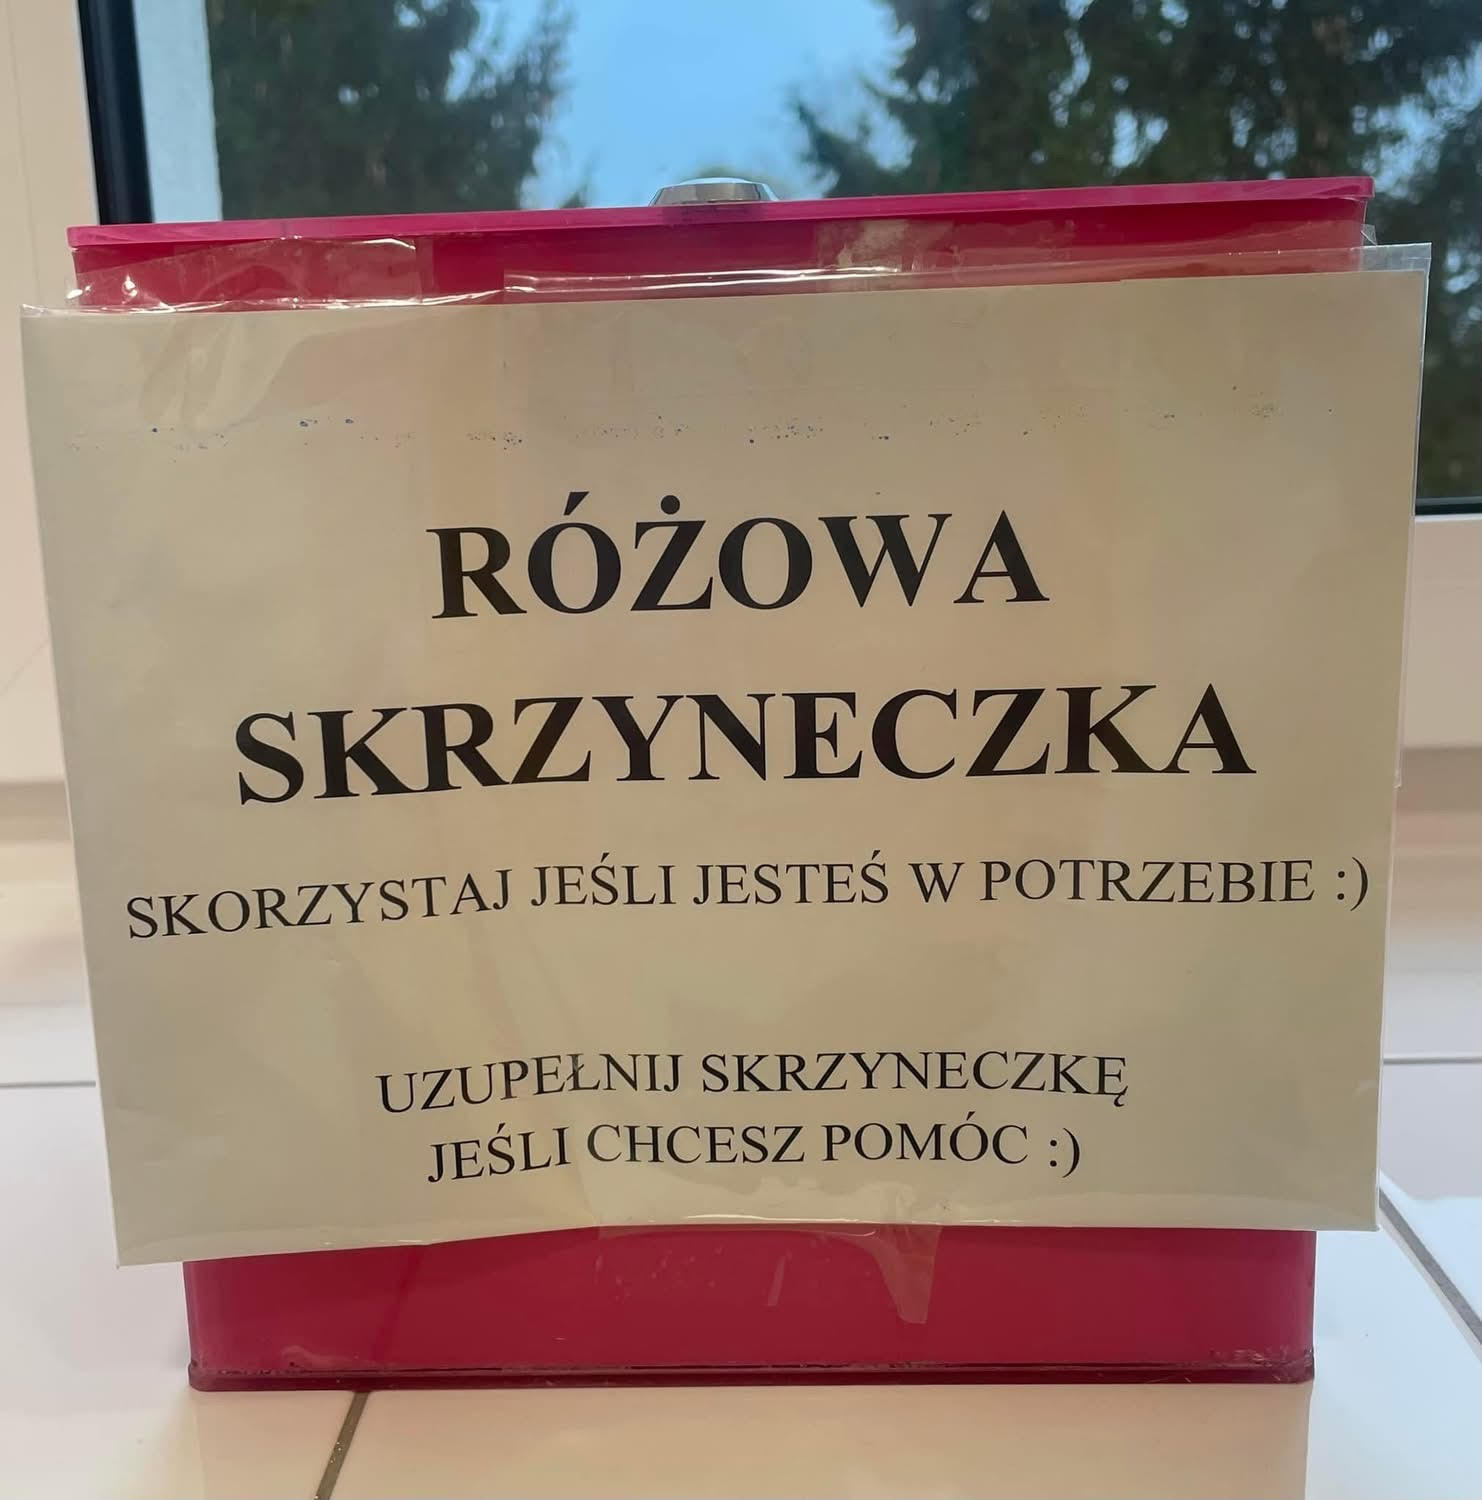 RÓŻOWA
SKRZYNECZKA
SKORZYSTAJ JEŚLI JESTEŚ W POTRZEBIE :)
UZUPEŁNIJ SKRZYNECZKĘ
JEŚLI CHCESZ POMÓC :)